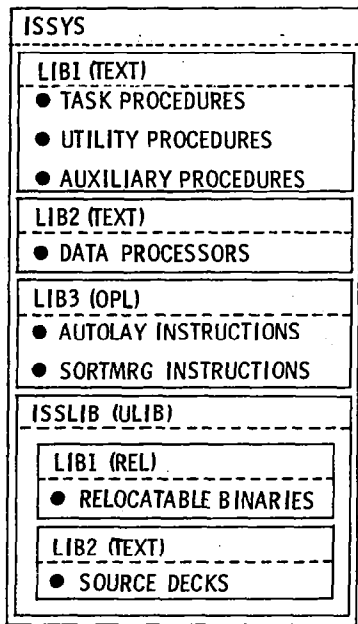 ISSYS
LIB1 (TEXT)
● TASK PROCEDURES
● UTILITY PROCEDURES
● AUXILIARY PROCEDURES
LIB2 (TEXT)
● DATA PROCESSORS
LIB3 (OPL)
● AUTOLAY INSTRUCTIONS
● SORTMRG INSTRUCTIONS
ISSLIB (ULIB)
LIB1 (REL)
● RELOCATABLE BINARIES
LIB2 (TEXT)
● SOURCE DECKS